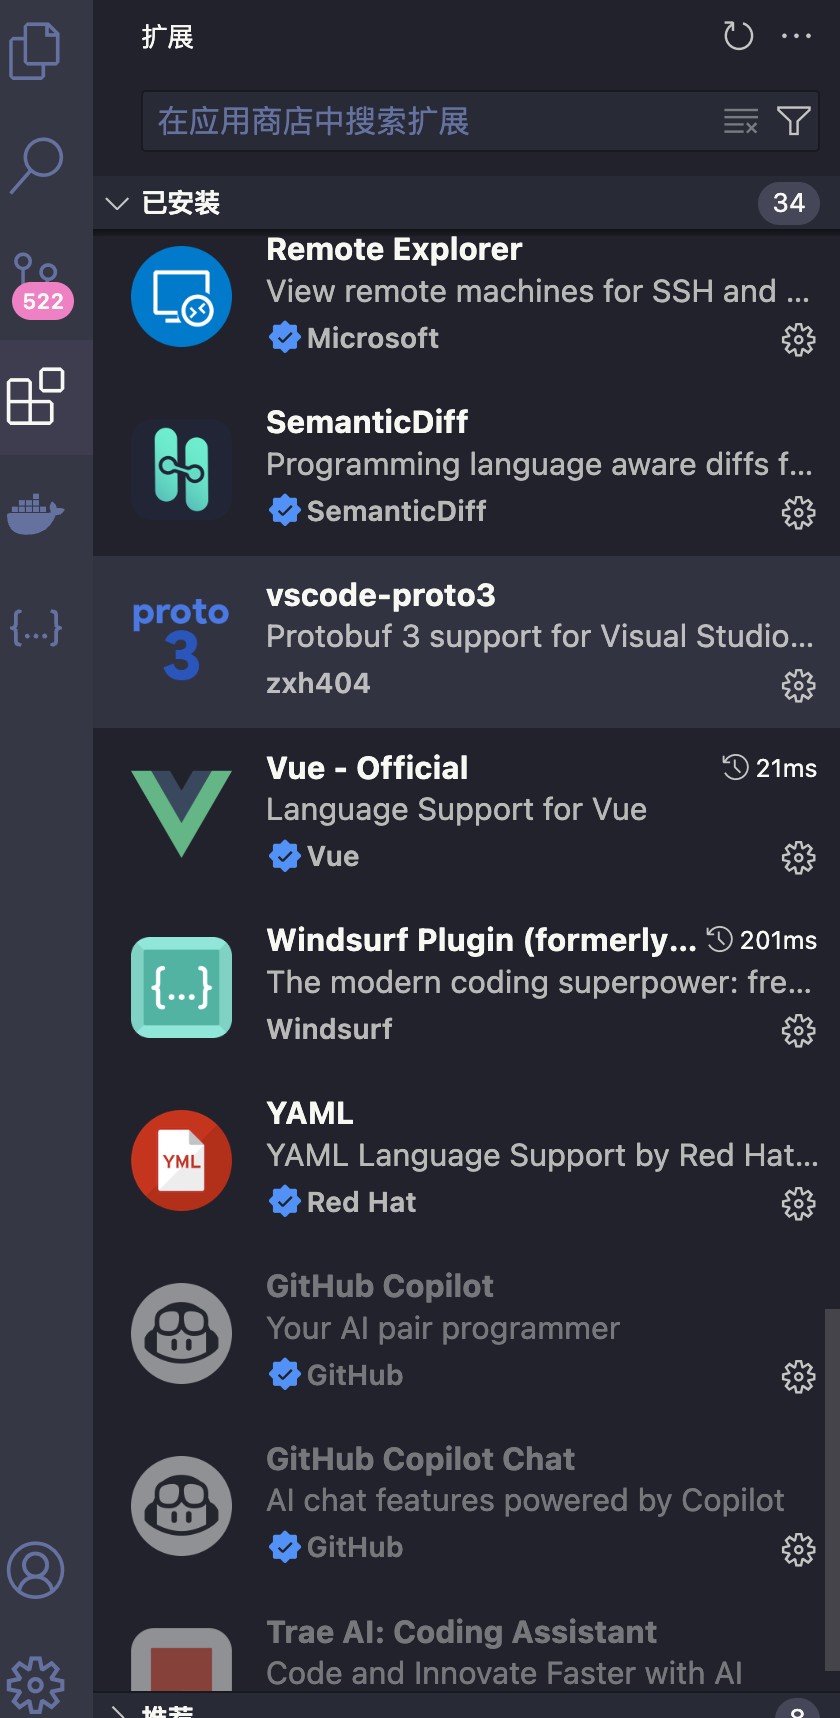 扩展
在应用商店中搜索扩展
已安装
34
Remote Explorer
View remote machines for SSH and ...
Microsoft
522
SemanticDiff
Programming language aware diffs f...
SemanticDiff
proto
3
vscode-proto3
Protobuf 3 support for Visual Studio...
zxh404
{...}
Vue - Official
21ms
Language Support for Vue
Vue
Windsurf Plugin (formerly...
201ms
{...}
The modern coding superpower: fre...
Windsurf
YAML
YML
YAML Language Support by Red Hat...
Red Hat
GitHub Copilot
Your AI pair programmer
GitHub
GitHub Copilot Chat
AI chat features powered by Copilot
GitHub
Trae AI: Coding Assistant
Code and Innovate Faster with AI
推荐
8